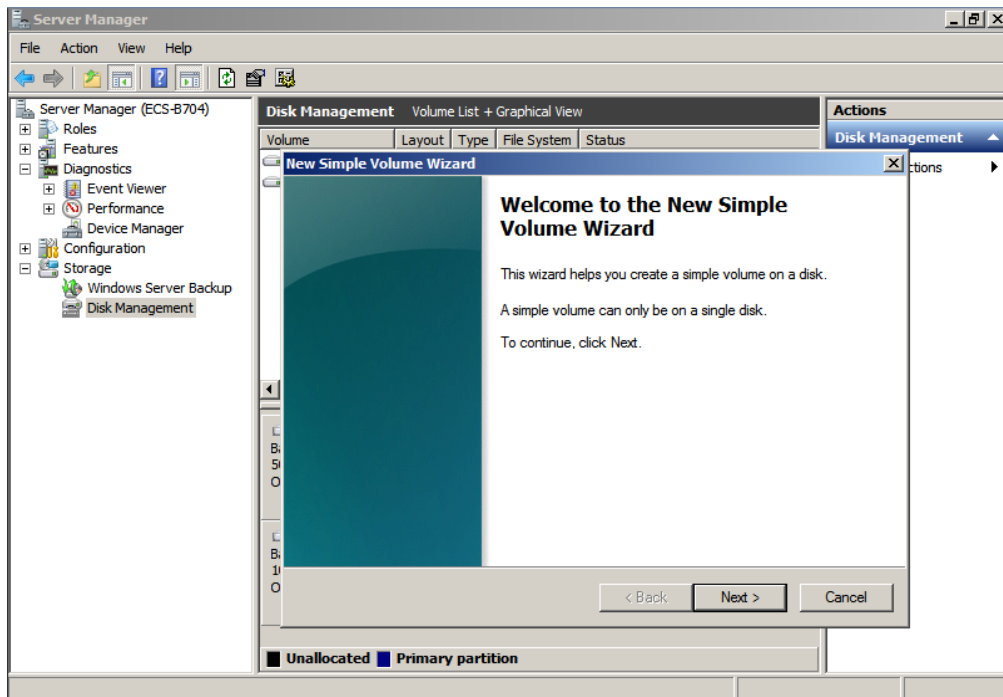 Server Manager
File Action View Help
Server Manager (ECS-B704)
Roles
Features
Diagnostics
Event Viewer
Performance
Device Manager
Configuration
Storage
Windows Server Backup
Disk Management
Disk Management Volume List + Graphical View
Volume Layout Type File System Status
New Simple Volume Wizard
Welcome to the New Simple
Volume Wizard
This wizard helps you create a simple volume on a disk.
A simple volume can only be on a single disk.
To continue, click Next.
< Back Next > Cancel
Unallocated Primary partition
Actions
Disk Management